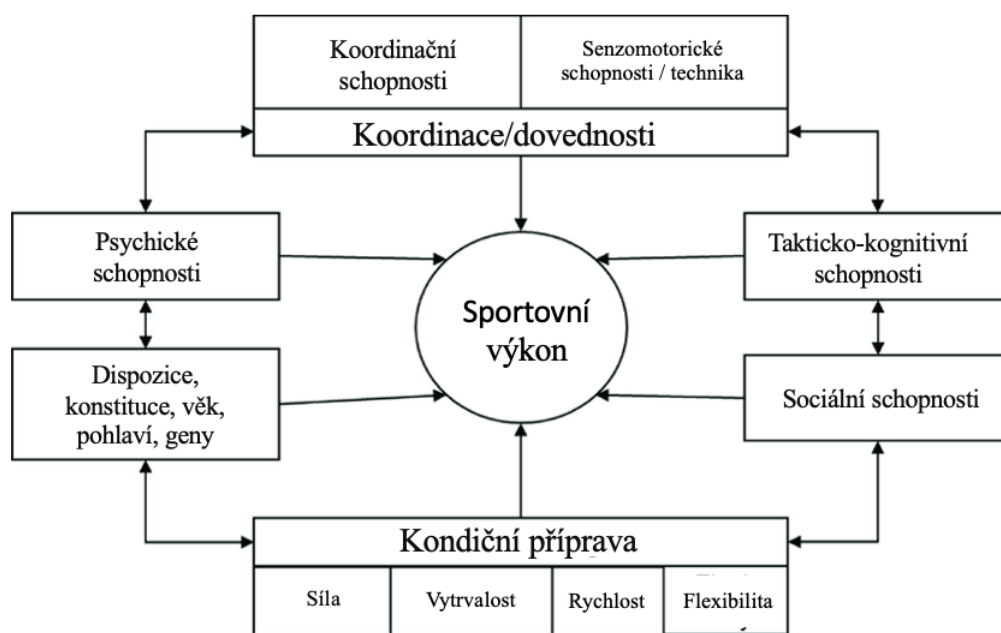 Koordinační
schopnosti
Senzomotorické
schopnosti / technika
Koordinace/dovednosti
Psychické
schopnosti
Takticko-kognitivní
schopnosti
Sportovní
výkon
Dispozice,
konstituce, věk,
pohlaví, geny
Sociální schopnosti
Kondiční příprava
Síla
Vytrvalost
Rychlost
Flexibilita